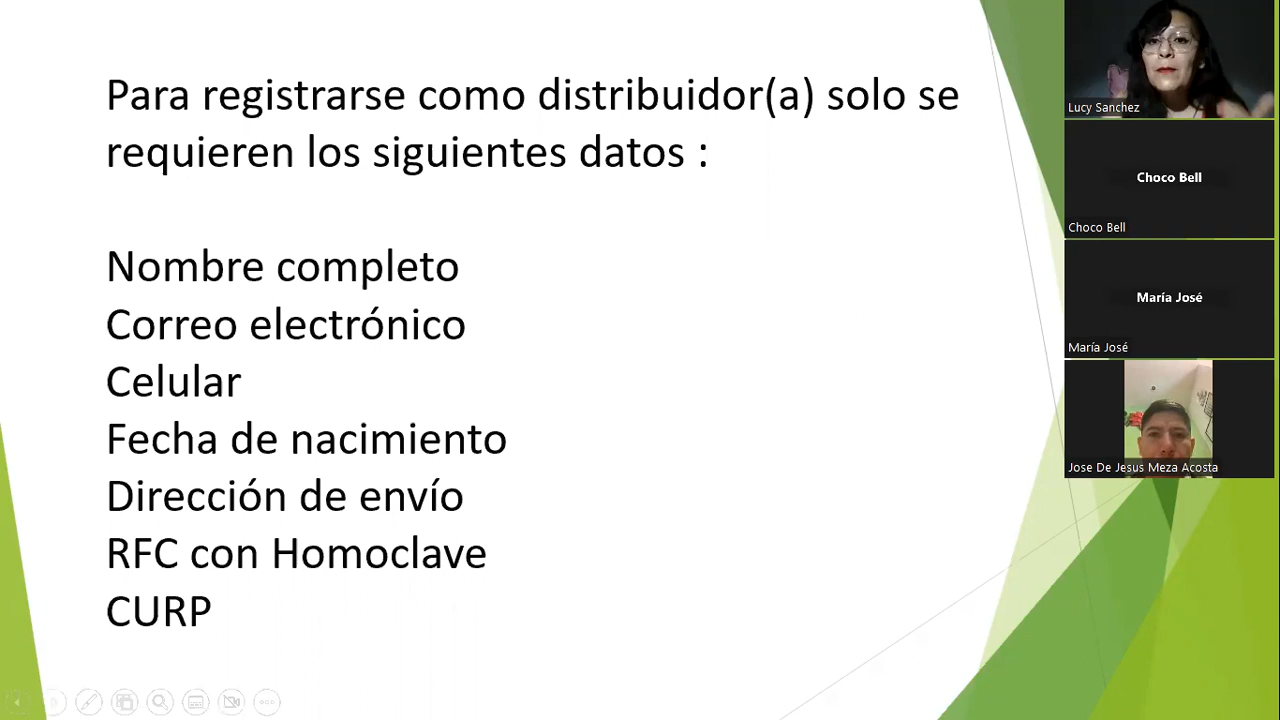 Para registrarse como distribuidor(a) solo se
requieren los siguientes datos :
Nombre completo
Correo electrónico
Celular
Fecha de nacimiento
Dirección de envío
RFC con Homoclave
CURP
Lucy Sanchez
Choco Bell
Choco Bell
María José
María José
Jose De Jesus Meza Acosta